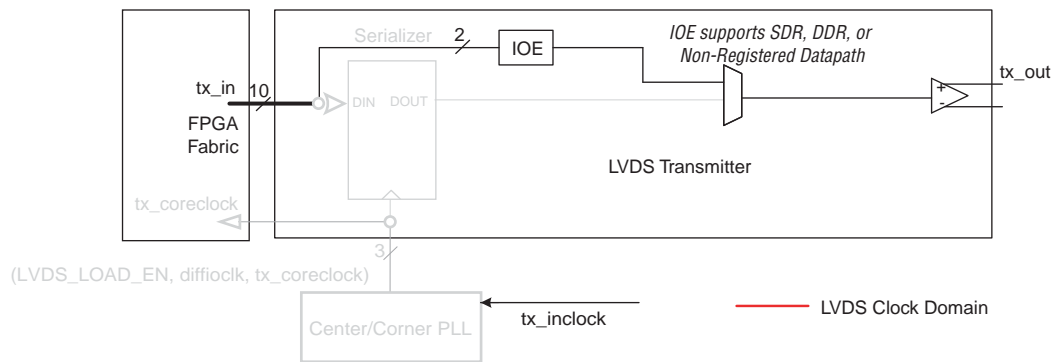 Serializer
2
IOE
IOE supports SDR, DDR, or
Non-Registered Datapath
tx_in
10
DIN
DOUT
+
-
tx_out
FPGA
Fabric
LVDS Transmitter
tx_coreclock
3
(LVDS_LOAD_EN, diffioclk, tx_coreclock)
Center/Corner PLL
tx_inclock
LVDS Clock Domain